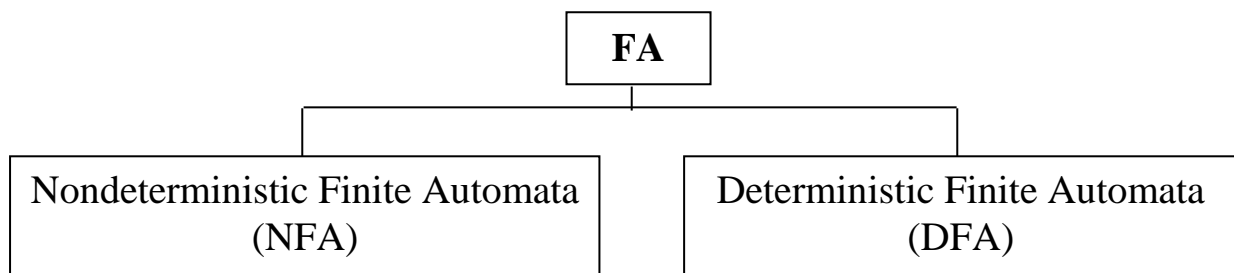 FA
Nondeterministic Finite Automata
(NFA)
Deterministic Finite Automata
(DFA)